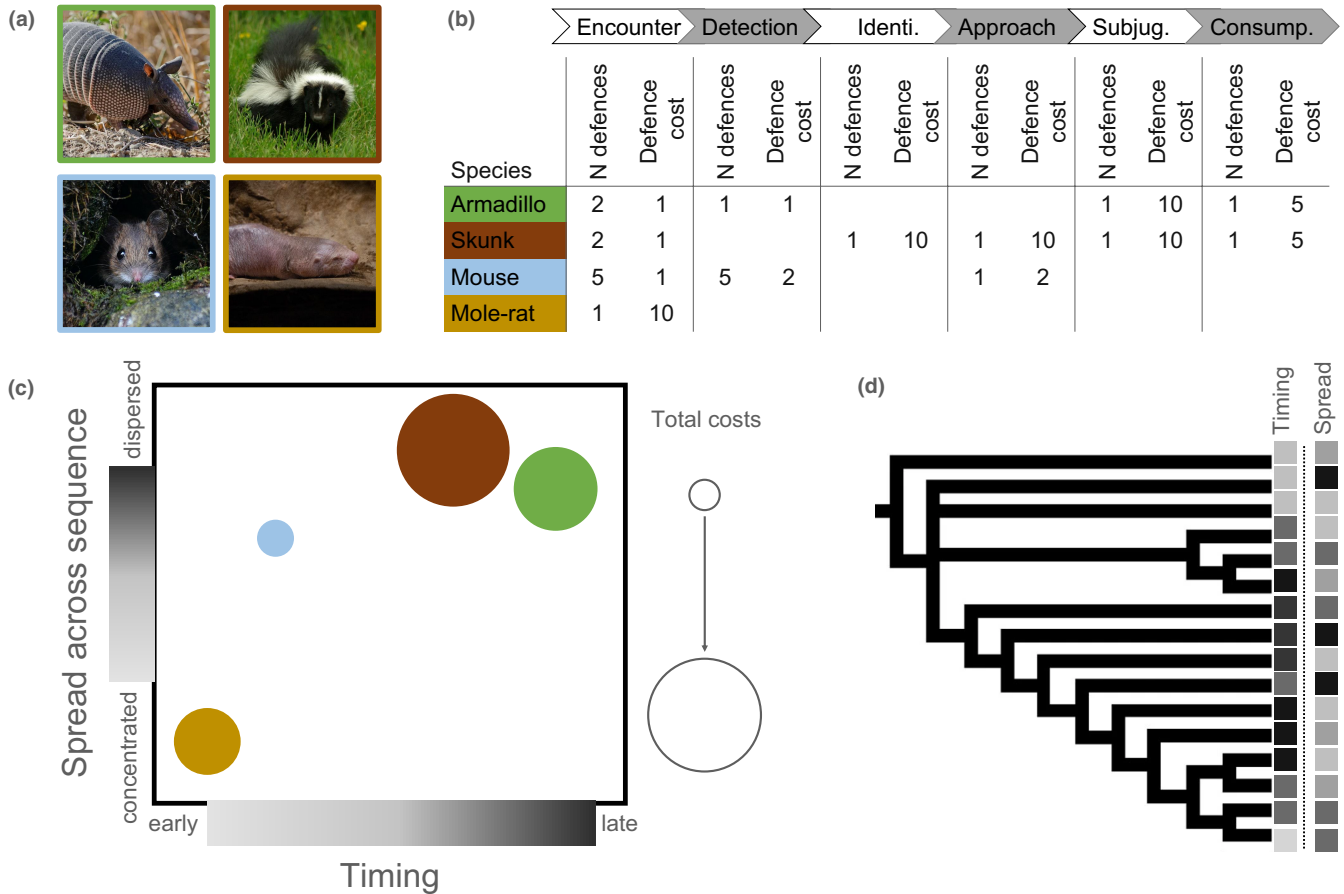 (a)
(b)
Encounter Detection Identi. Approach Subjug. Consump.
Species N defences Defence cost N defences Defence cost N defences Defence cost N defences Defence cost N defences Defence cost N defences Defence cost
Armadillo 2 1 1 1 1 10 1 5
Skunk 2 1 1 10 1 10 1 10 1 5
Mouse 5 1 5 2 1 2
Mole-rat 1 10
(c)
Spread across sequence
dispersed
concentrated
early
late
Timing
Total costs
(d)
Timing
Spread